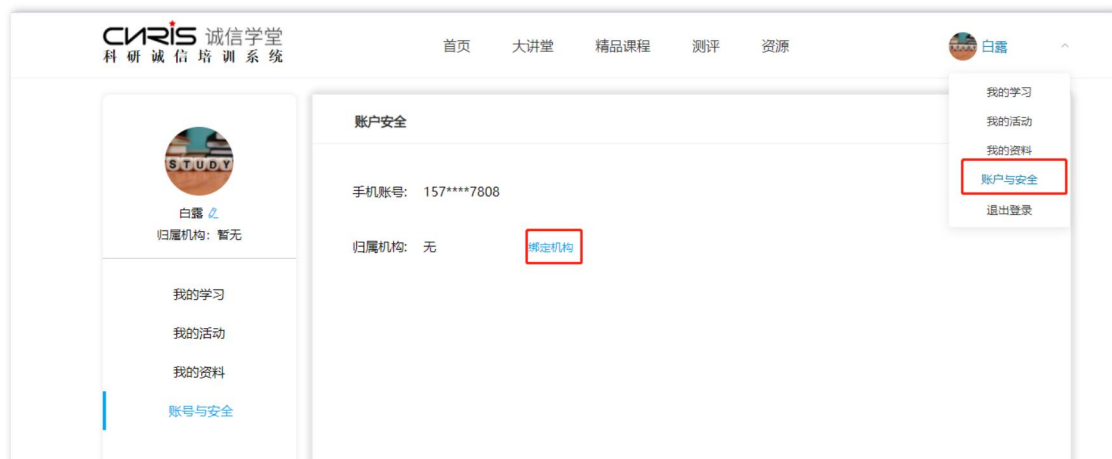 CNRIS 诚信学堂
科研诚信培训系统
首页 大讲堂 精品课程 测评 资源 白露
我的学习
我的活动
我的资料
账户与安全
退出登录
STUDY
白露
归属机构：暂无
我的学习
我的活动
我的资料
账号与安全
账户安全
手机账号: 157****7808
归属机构: 无 绑定机构